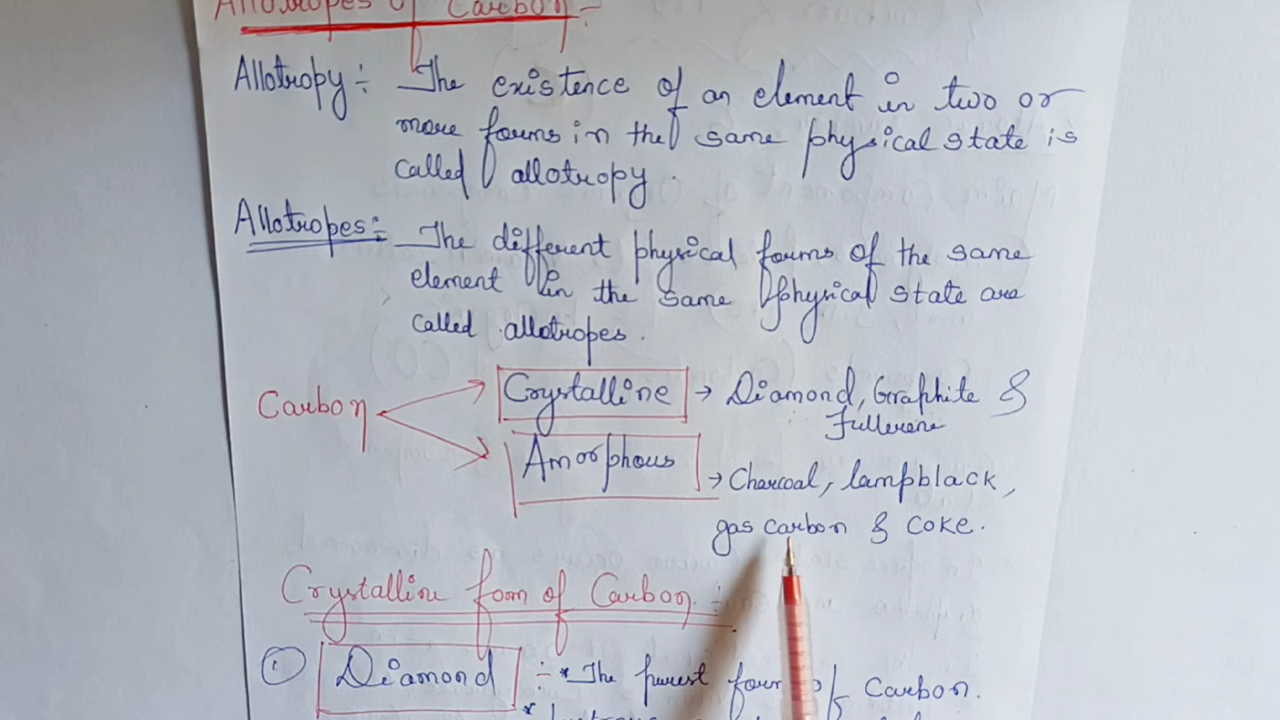 Allotropes of Carbon:-
Allotropy ÷ The existence of an element in two or
more forms in the same physical state is
called allotropy.
Allotropes÷ The different physical forms of the same
element in the same physical state are
called allotropes.
Carbon
Crystalline → Diamond, Graphite &
Fullerene
Amorphous → Charcoal, lampblack,
gas carbon & coke.
Crystalline form of Carbon ÷
① Diamond ÷ * The purest form of Carbon.
*